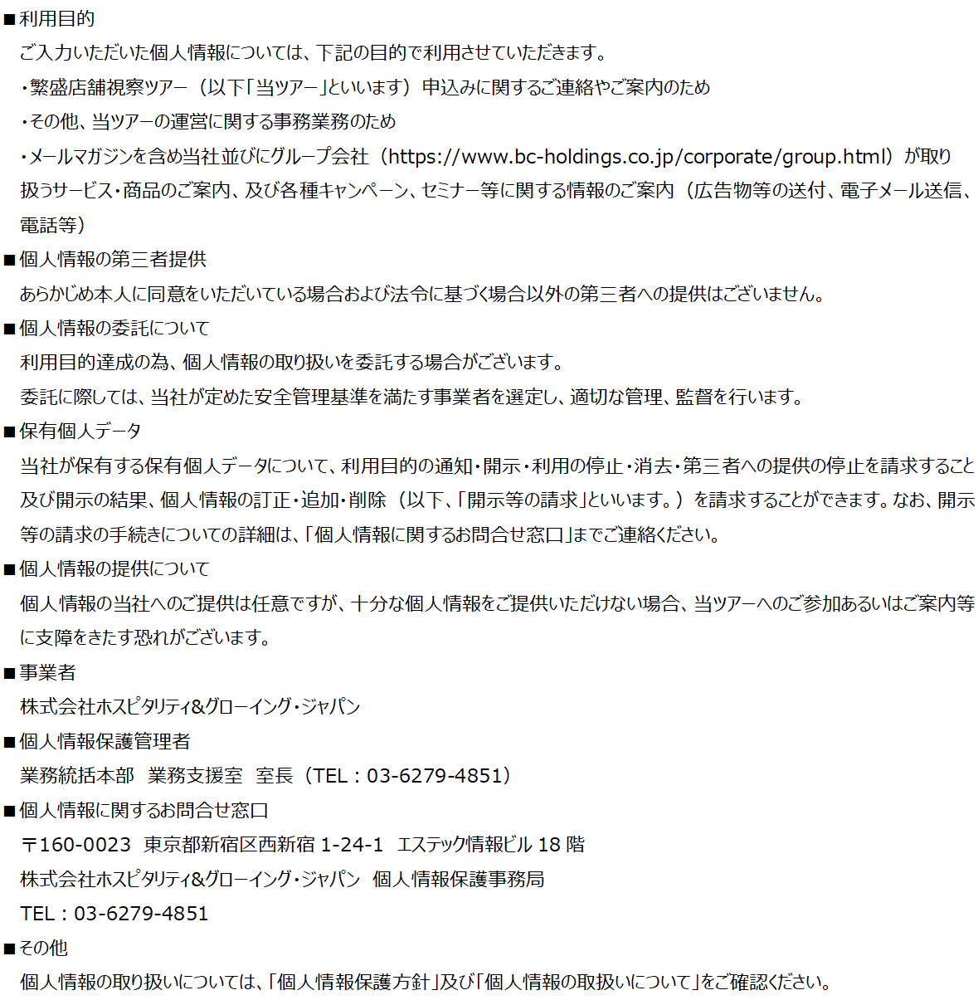 ■利用目的
ご入力いただいた個人情報については、下記の目的で利用させていただきます。
・繁盛店舗視察ツアー（以下「当ツアー」といいます）申込みに関するご連絡やご案内のため
・その他、当ツアーの運営に関する事務業務のため
・メールマガジンを含め当社並びにグループ会社（https://www.bc-holdings.co.jp/corporate/group.html）が取り
扱うサービス・商品のご案内、及び各種キャンペーン、セミナー等に関する情報のご案内（広告物等の送付、電子メール送信、
電話等）
■個人情報の第三者提供
あらかじめ本人に同意をいただいている場合および法令に基づく場合以外の第三者への提供はございません。
■個人情報の委託について
利用目的達成の為、個人情報の取り扱いを委託する場合がございます。
委託に際しては、当社が定めた安全管理基準を満たす事業者を選定し、適切な管理、監督を行います。
■保有個人データ
当社が保有する保有個人データについて、利用目的の通知・開示・利用の停止・消去・第三者への提供の停止を請求すること
及び開示の結果、個人情報の訂正・追加・削除（以下、「開示等の請求」といいます。）を請求することができます。なお、開示
等の請求の手続きについての詳細は、「個人情報に関するお問合せ窓口」までご連絡ください。
■個人情報の提供について
個人情報の当社へのご提供は任意ですが、十分な個人情報をご提供いただけない場合、当ツアーへのご参加あるいはご案内等
に支障をきたす恐れがございます。
■事業者
株式会社ホスピタリティ&グローイング・ジャパン
■個人情報保護管理者
業務統括本部　業務支援室　室長（TEL：03-6279-4851）
■個人情報に関するお問合せ窓口
〒160-0023　東京都新宿区西新宿 1-24-1　エステック情報ビル 18 階
株式会社ホスピタリティ&グローイング・ジャパン　個人情報保護事務局
TEL：03-6279-4851
■その他
個人情報の取り扱いについては、「個人情報保護方針」及び「個人情報の取扱いについて」をご確認ください。